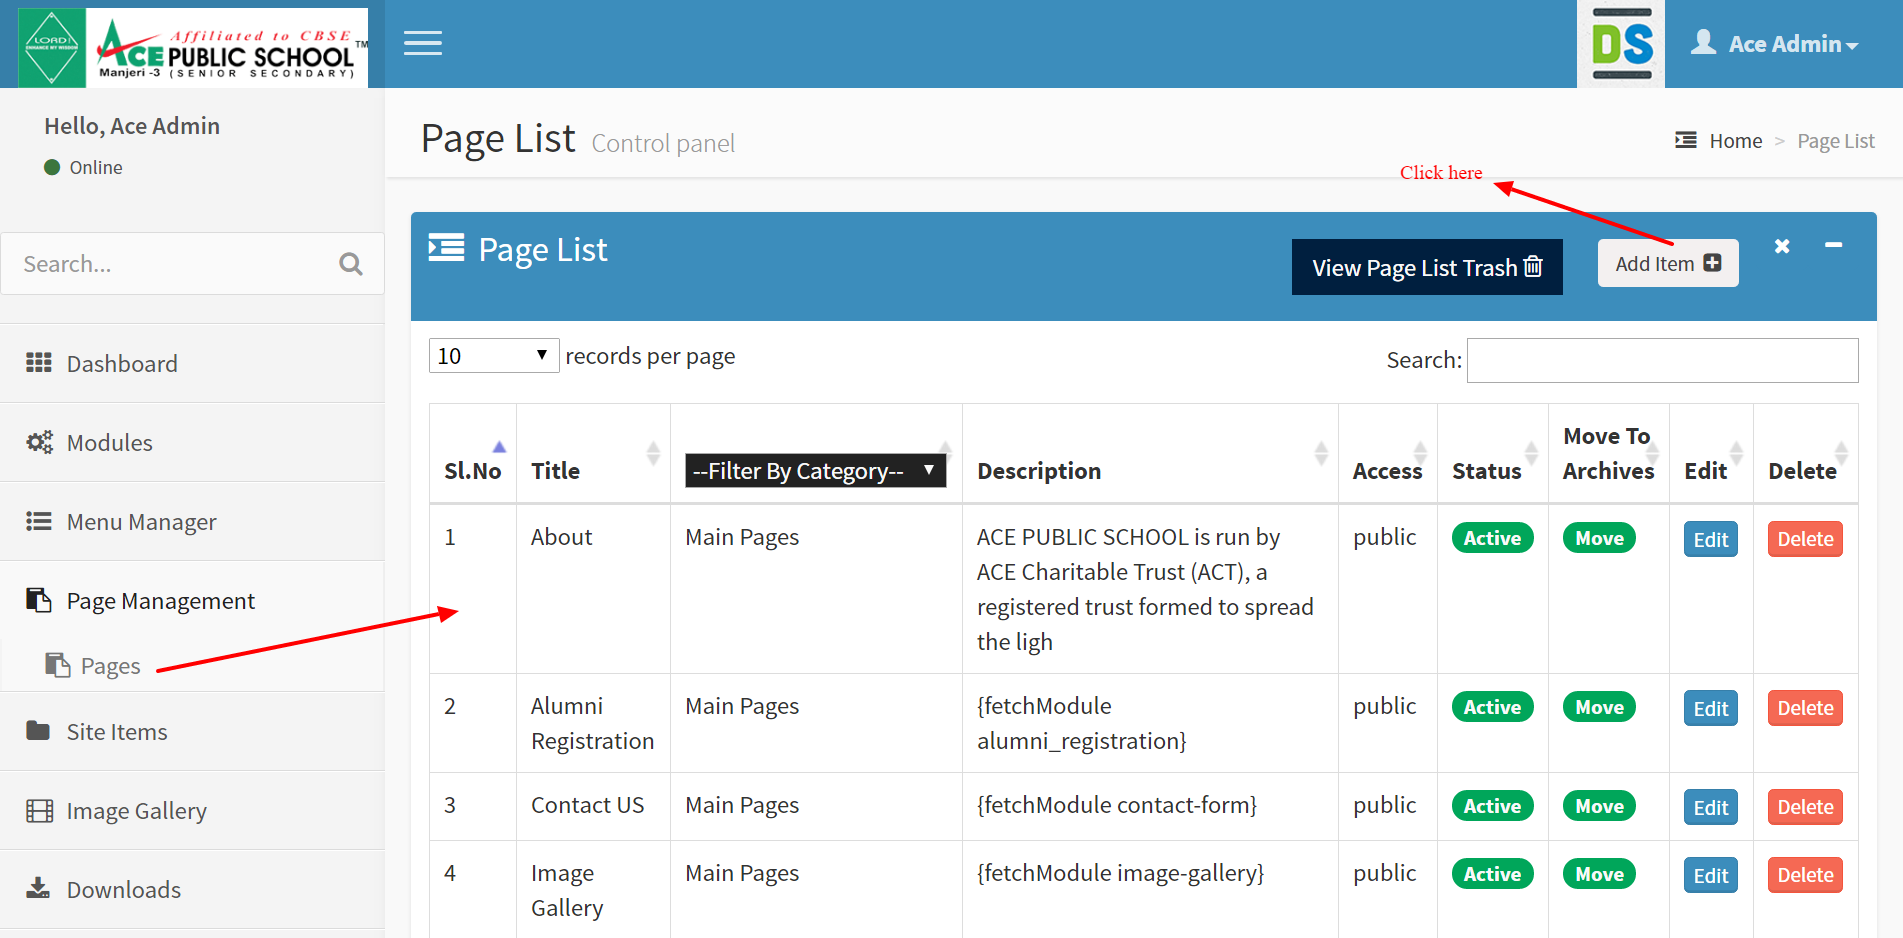 LORD!
ENHANCE MY WISDOM
Affiliated to CBSE
ACE PUBLIC SCHOOL™
Manjeri -3 (SENIOR SECONDARY)
DS
Ace Admin
Hello, Ace Admin
Online
Search...
Dashboard
Modules
Menu Manager
Page Management
Pages
Site Items
Image Gallery
Downloads
Page List Control panel
Home > Page List
Click here
Page List
View Page List Trash
Add Item
10 records per page
Search:
Sl.No Title --Filter By Category-- Description Access Status Move To Archives Edit Delete
1 About Main Pages ACE PUBLIC SCHOOL is run by public Active Move Edit Delete
ACE Charitable Trust (ACT), a
registered trust formed to spread
the ligh
2 Alumni Main Pages {fetchModule public Active Move Edit Delete
Registration alumni_registration}
3 Contact US Main Pages {fetchModule contact-form} public Active Move Edit Delete
4 Image Main Pages {fetchModule image-gallery} public Active Move Edit Delete
Gallery